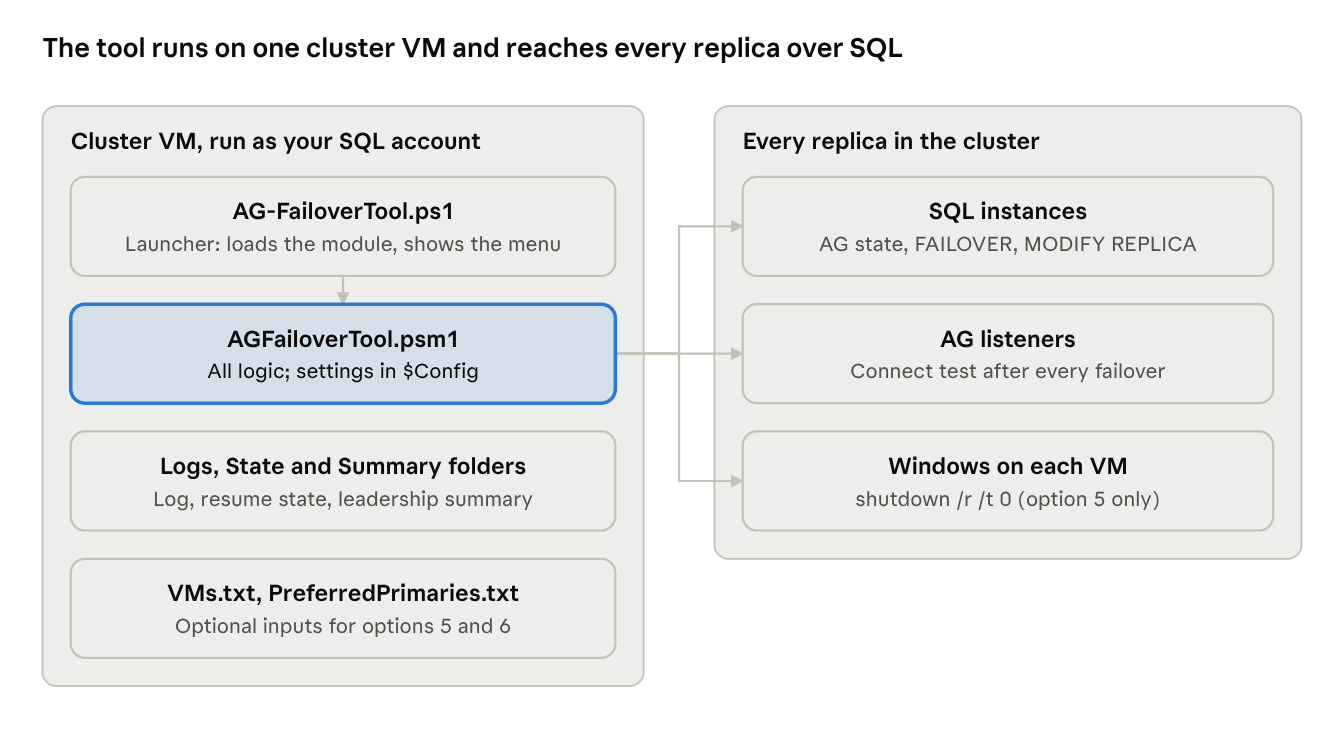 The tool runs on one cluster VM and reaches every replica over SQL
Cluster VM, run as your SQL account
AG-FailoverTool.ps1
Launcher: loads the module, shows the menu
AGFailoverTool.psm1
All logic; settings in $Config
Logs, State and Summary folders
Log, resume state, leadership summary
VMs.txt, PreferredPrimaries.txt
Optional inputs for options 5 and 6
Every replica in the cluster
SQL instances
AG state, FAILOVER, MODIFY REPLICA
AG listeners
Connect test after every failover
Windows on each VM
shutdown /r /t 0 (option 5 only)